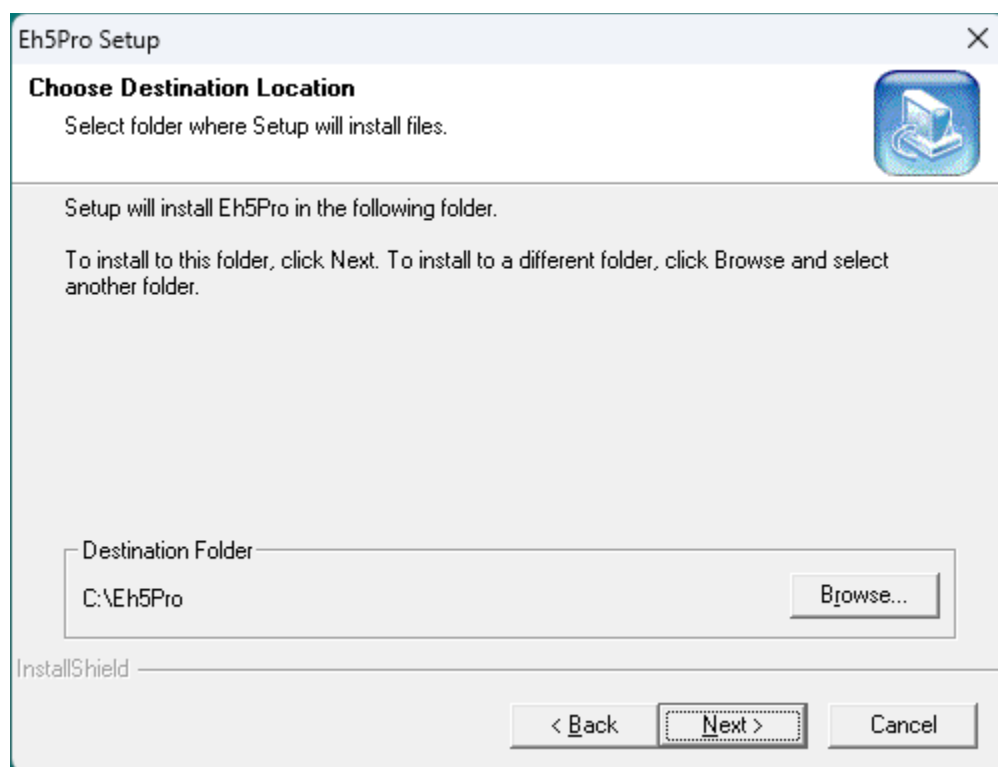 Eh5Pro Setup
Choose Destination Location
Select folder where Setup will install files.
Setup will install Eh5Pro in the following folder.
To install to this folder, click Next. To install to a different folder, click Browse and select
another folder.
Destination Folder
C:\Eh5Pro
Browse...
InstallShield
< Back
Next >
Cancel